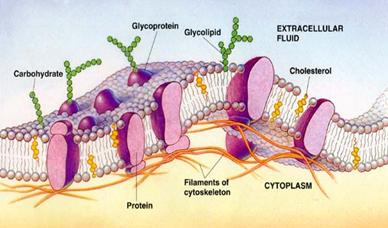 Glycoprotein
Glycolipid
EXTRACELLULAR
FLUID
Carbohydrate
Cholesterol
Filaments of
cytoskeleton
CYTOPLASM
Protein